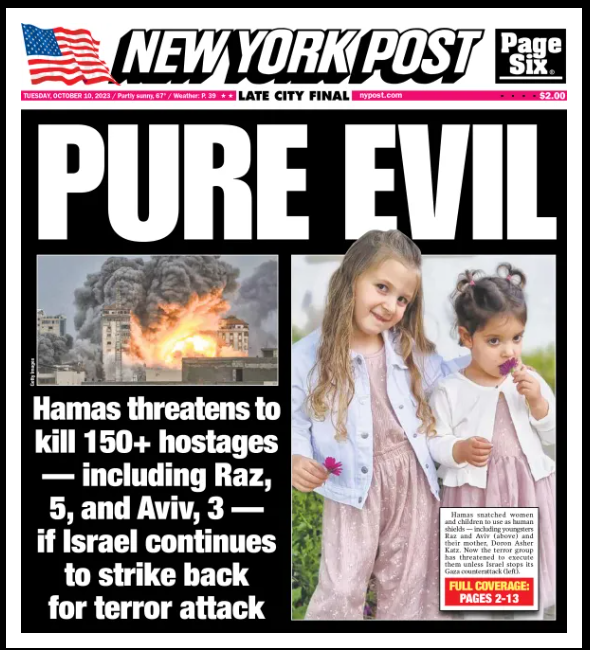 NEW YORK POST
Page
Six®
TUESDAY, OCTOBER 10, 2023 / Partly sunny, 67° / Weather: P. 39 ★★
LATE CITY FINAL
nypost.com
$2.00
PURE EVIL
Getty Images
Hamas threatens to
kill 150+ hostages
— including Raz,
5, and Aviv, 3 —
if Israel continues
to strike back
for terror attack
Hamas snatched women
and children to use as human
shields — including youngsters
Raz and Aviv (above) and
their mother, Doron Asher
Katz. Now the terror group
has threatened to execute
them unless Israel stops its
Gaza counterattack (left).
FULL COVERAGE:
PAGES 2-13